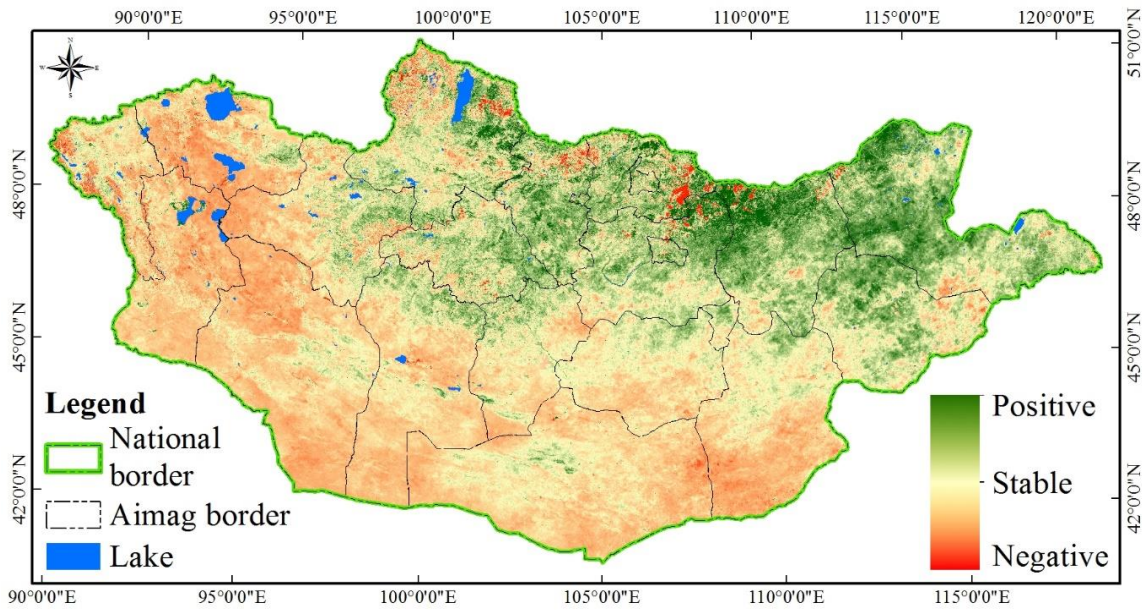 90°0'0"E 95°0'0"E 100°0'0"E 105°0'0"E 110°0'0"E 115°0'0"E 120°0'0"E
N
W E
S
51°0'0"N
48°0'0"N 48°0'0"N
45°0'0"N 45°0'0"N
42°0'0"N 42°0'0"N
Legend
National
border
Aimag border
Lake
Positive
Stable
Negative
90°0'0"E 95°0'0"E 100°0'0"E 105°0'0"E 110°0'0"E 115°0'0"E